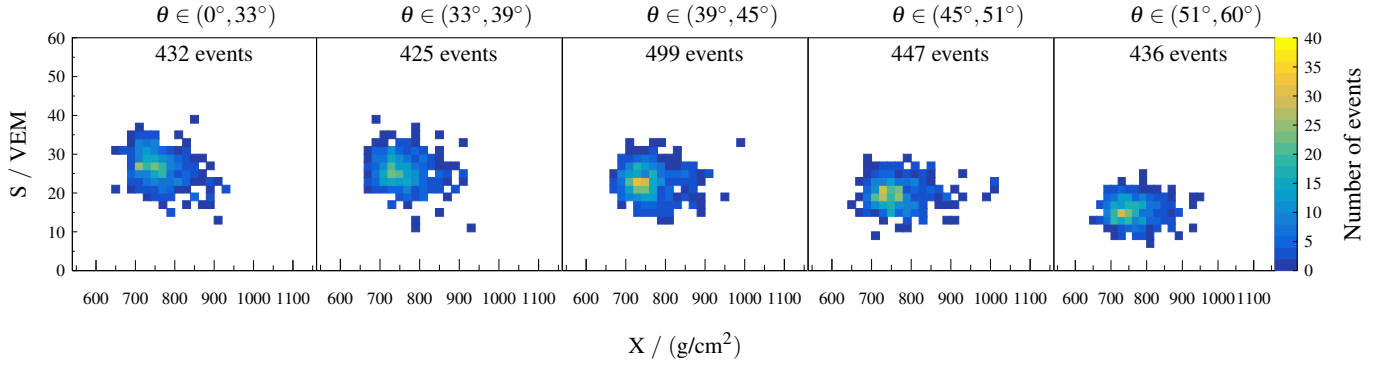 θ ∈ (0°, 33°) θ ∈ (33°, 39°) θ ∈ (39°, 45°) θ ∈ (45°, 51°) θ ∈ (51°, 60°)
432 events 425 events 499 events 447 events 436 events
60
50
40
30
20
10
0
S / VEM
40
35
30
25
20
15
10
5
0
Number of events
600 700 800 900 1000 1100 600 700 800 900 1000 1100 600 700 800 900 1000 1100 600 700 800 900 1000 1100 600 700 800 900 1000 1100
X / (g/cm²)